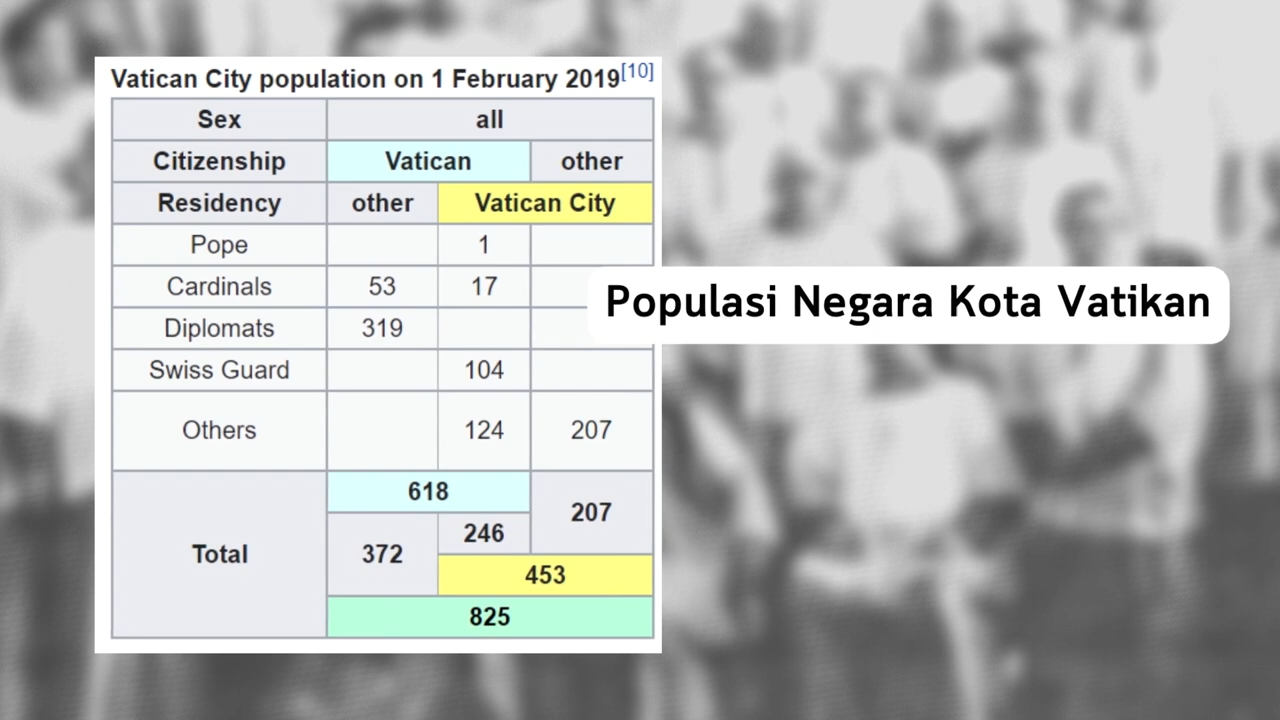 Vatican City population on 1 February 2019[10]
Sex all
Citizenship Vatican other
Residency other Vatican City
Pope 1
Cardinals 53 17
Diplomats 319
Swiss Guard 104
Others 124 207
Total 618 207
372 246
453
825
Populasi Negara Kota Vatikan